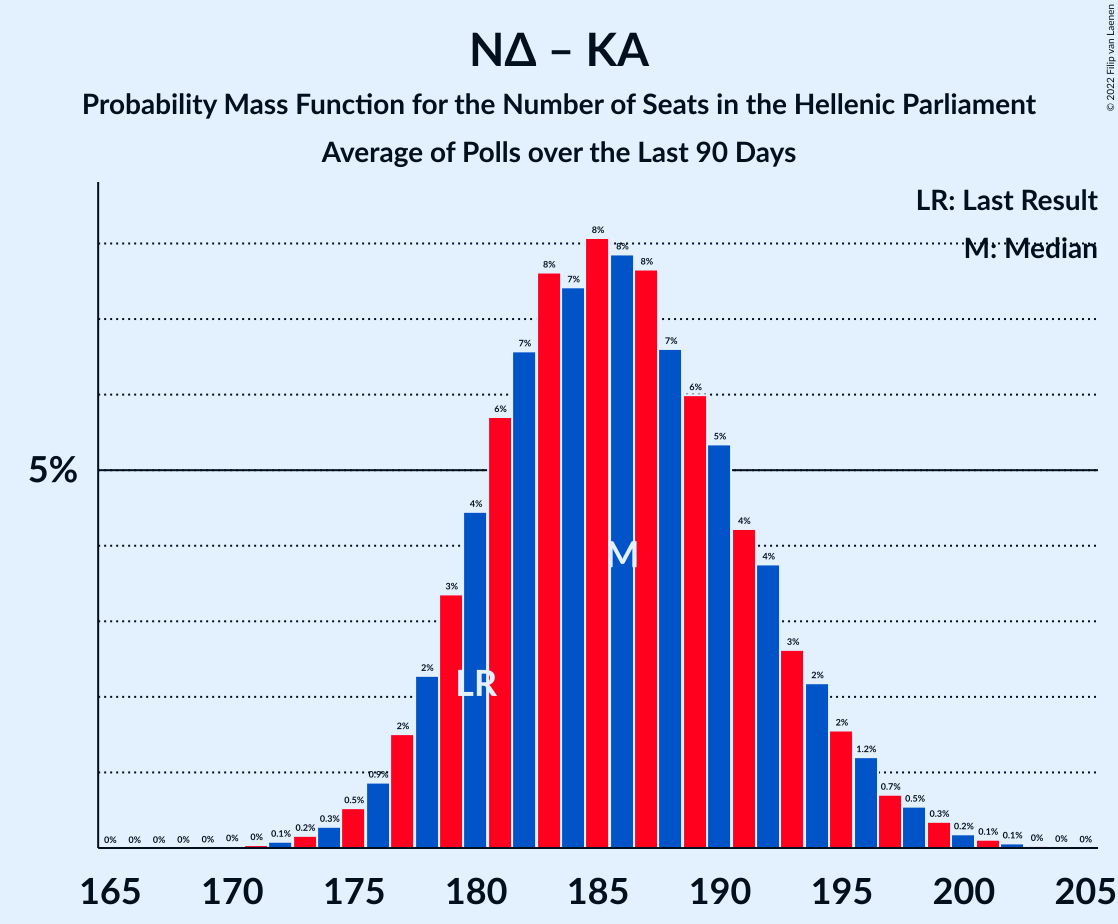 ΝΔ – ΚΑ
Probability Mass Function for the Number of Seats in the Hellenic Parliament
Average of Polls over the Last 90 Days
© 2022 Filip van Laenen
LR: Last Result
M: Median
5%
0% 0% 0% 0% 0% 0% 0% 0.1% 0.2% 0.3% 0.5% 0.9% 2% 2% 3% 4% 6% 7% 8% 7% 8% 8% 8% 7% 6% 5% 4% 4% 3% 2% 2% 1.2% 0.7% 0.5% 0.3% 0.2% 0.1% 0.1% 0% 0% 0%
M
LR
165 170 175 180 185 190 195 200 205